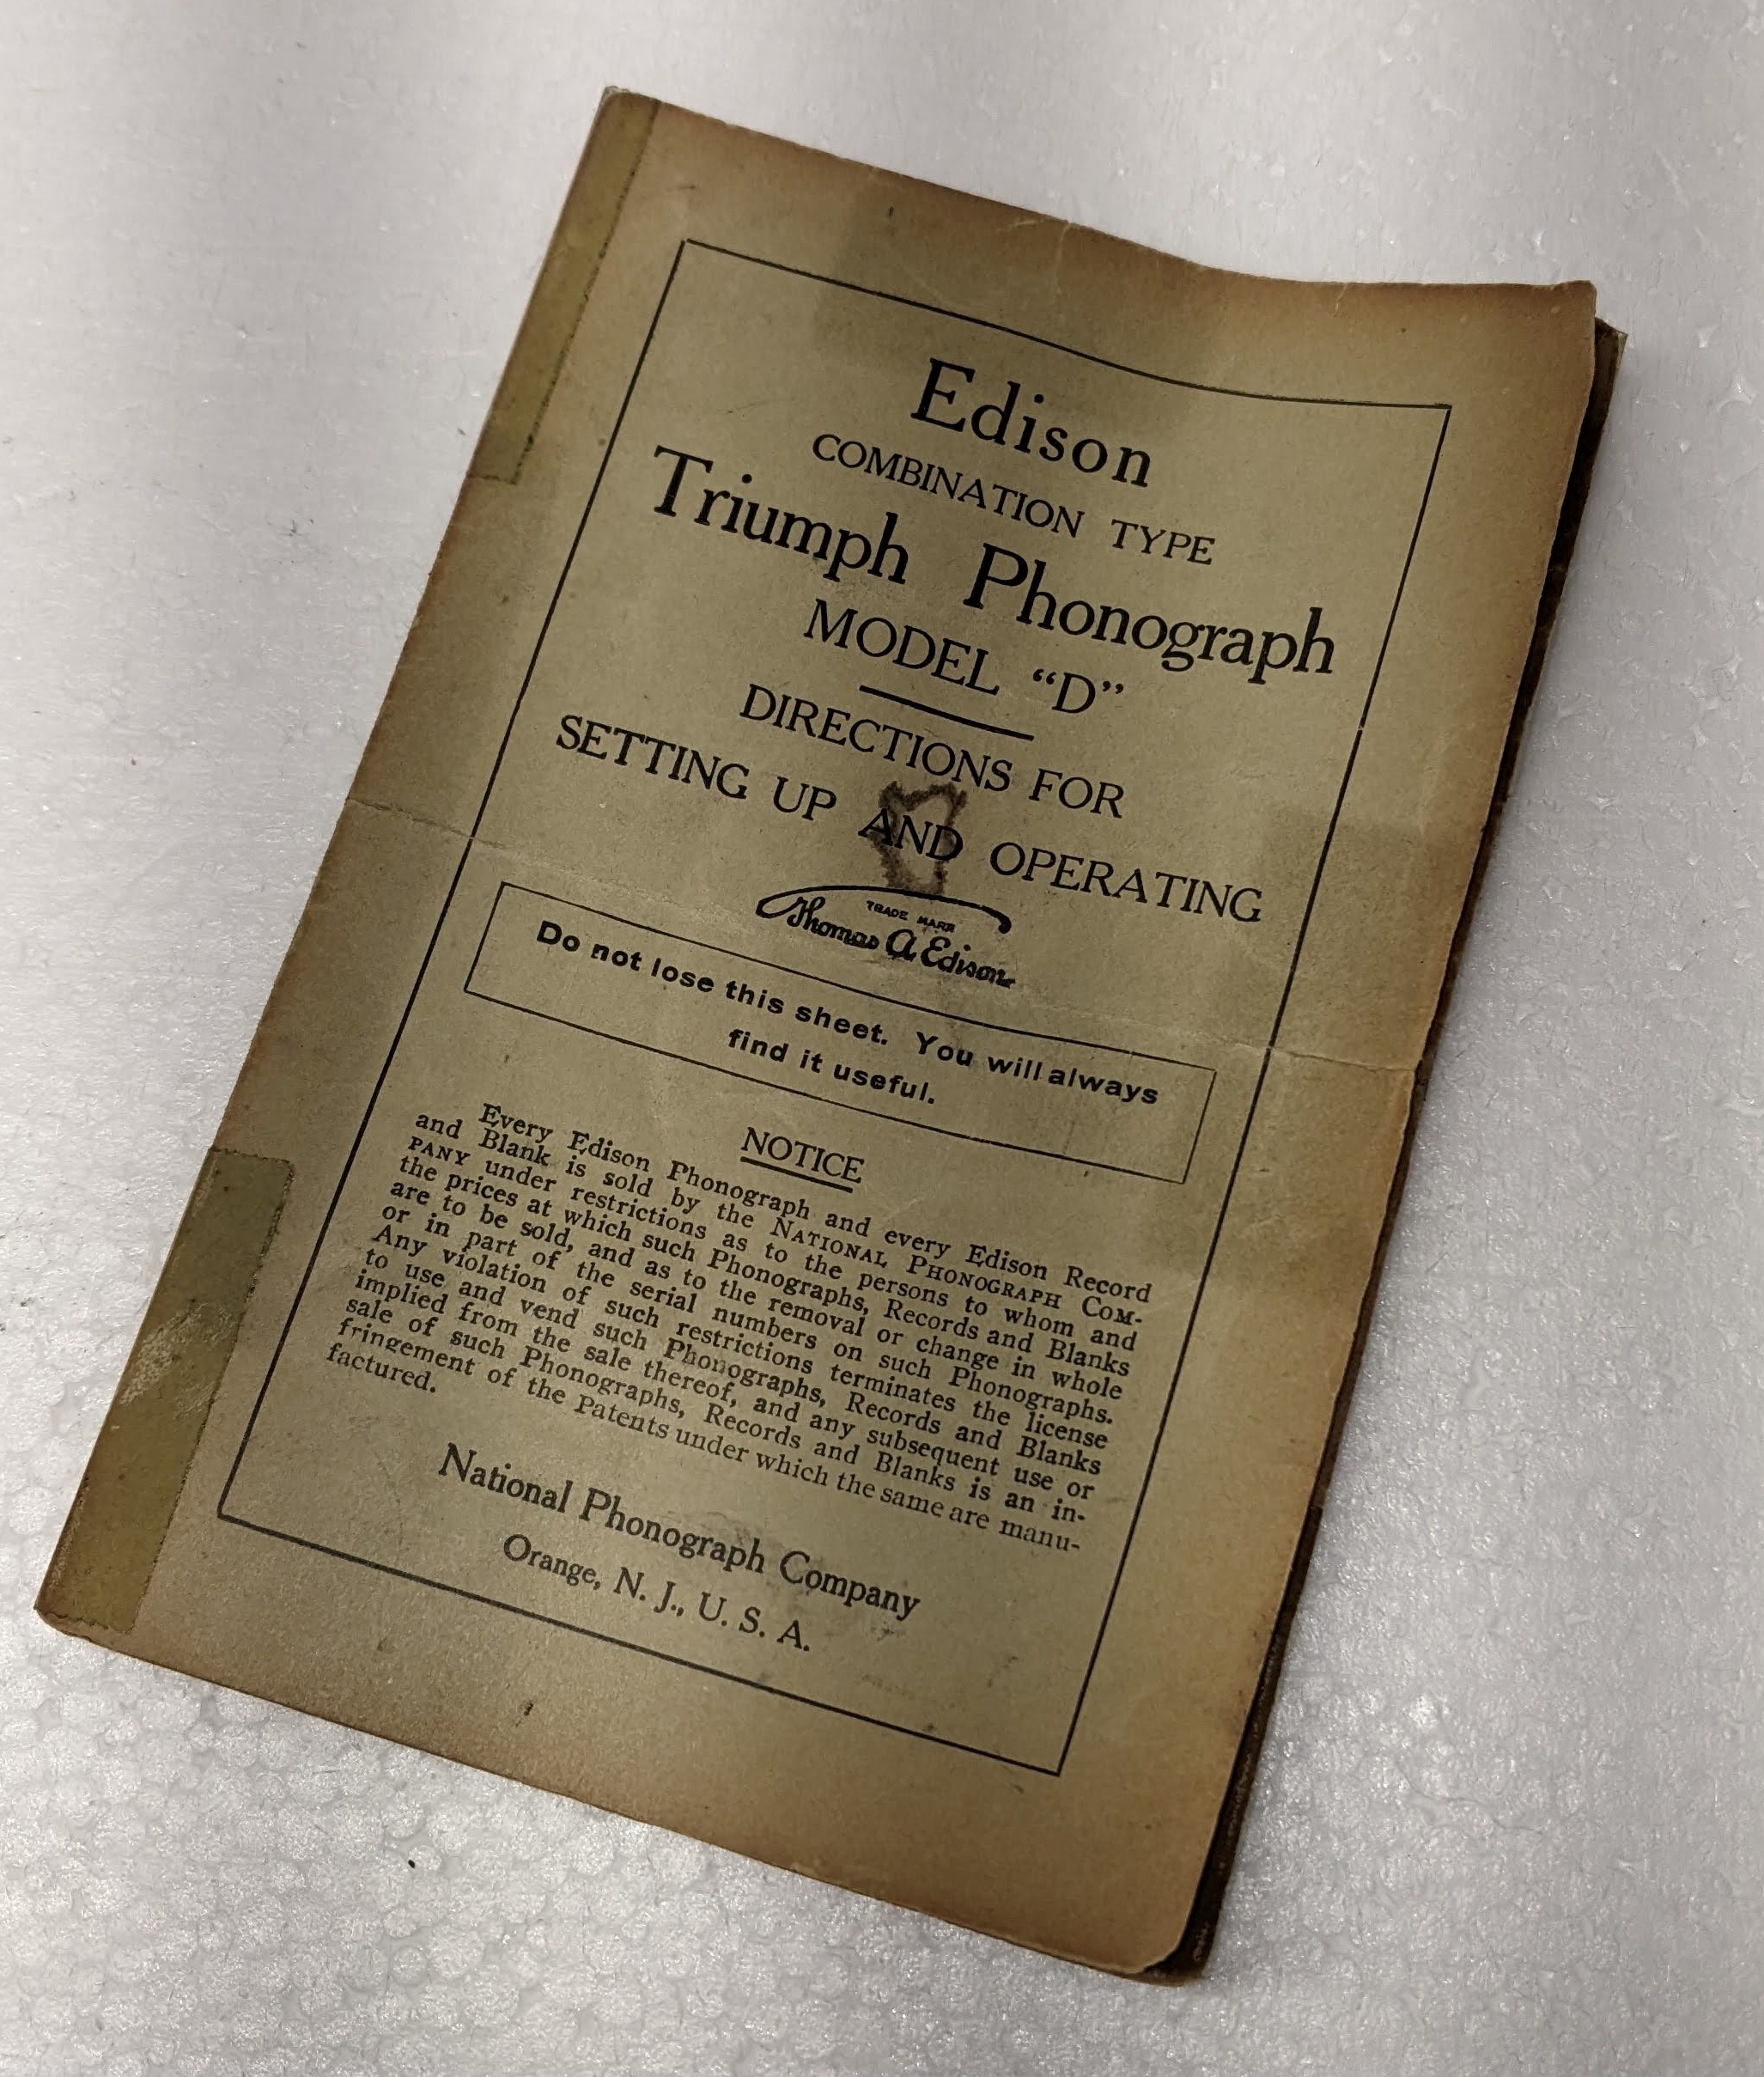 Edison
COMBINATION TYPE
Triumph Phonograph
MODEL “D”
DIRECTIONS FOR
SETTING UP AND OPERATING
TRADE MARK
Thomas A Edison
Do not lose this sheet. You will always
find it useful.
NOTICE
Every Edison Phonograph and every Edison Record
and Blank is sold by the NATIONAL PHONOGRAPH COM-
PANY under restrictions as to the persons to whom and
the prices at which such Phonographs, Records and Blanks
are to be sold, and as to the removal or change in whole
or in part of the serial numbers on such Phonographs.
Any violation of such restrictions terminates the license
to use and vend such Phonographs, Records and Blanks
implied from the sale thereof, and any subsequent use or
sale of such Phonographs, Records and Blanks is an in-
fringement of the Patents under which the same are manu-
factured.
National Phonograph Company
Orange, N. J., U. S. A.